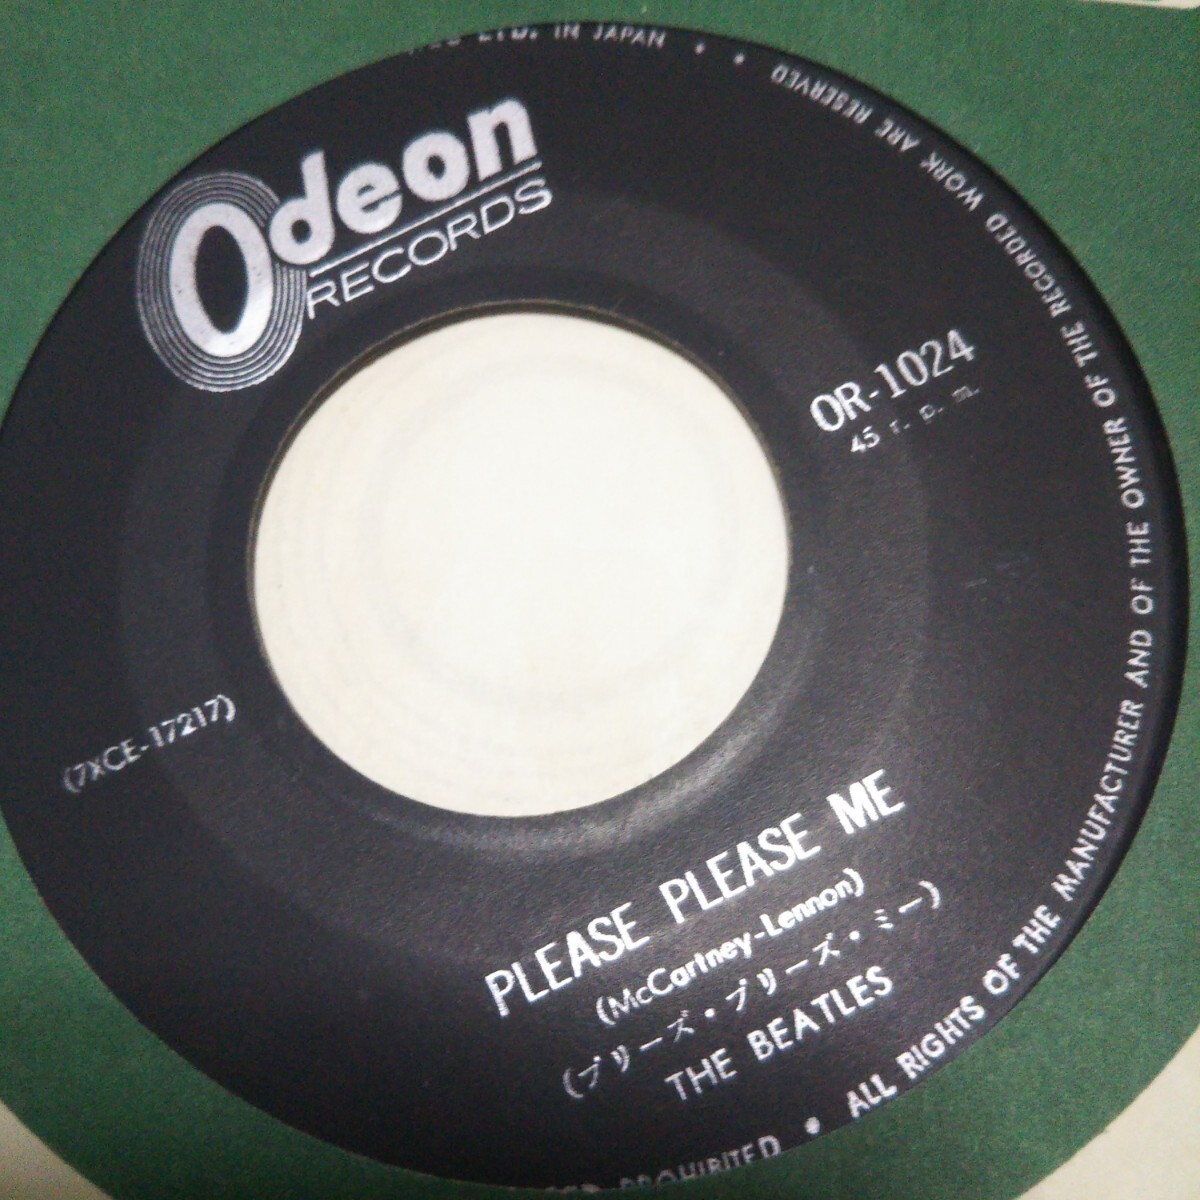 Odeon
RECORDS
OR-1024
45 r. p. m.
(7XCE-17217)
PLEASE PLEASE ME
(McCartney-Lennon)
(プリーズ・プリーズ・ミー)
THE BEATLES
ALL RIGHTS OF THE MANUFACTURER AND OF THE OWNER OF THE RECORDED WORK ARE RESERVED
PROHIBITED
LTD. IN JAPAN